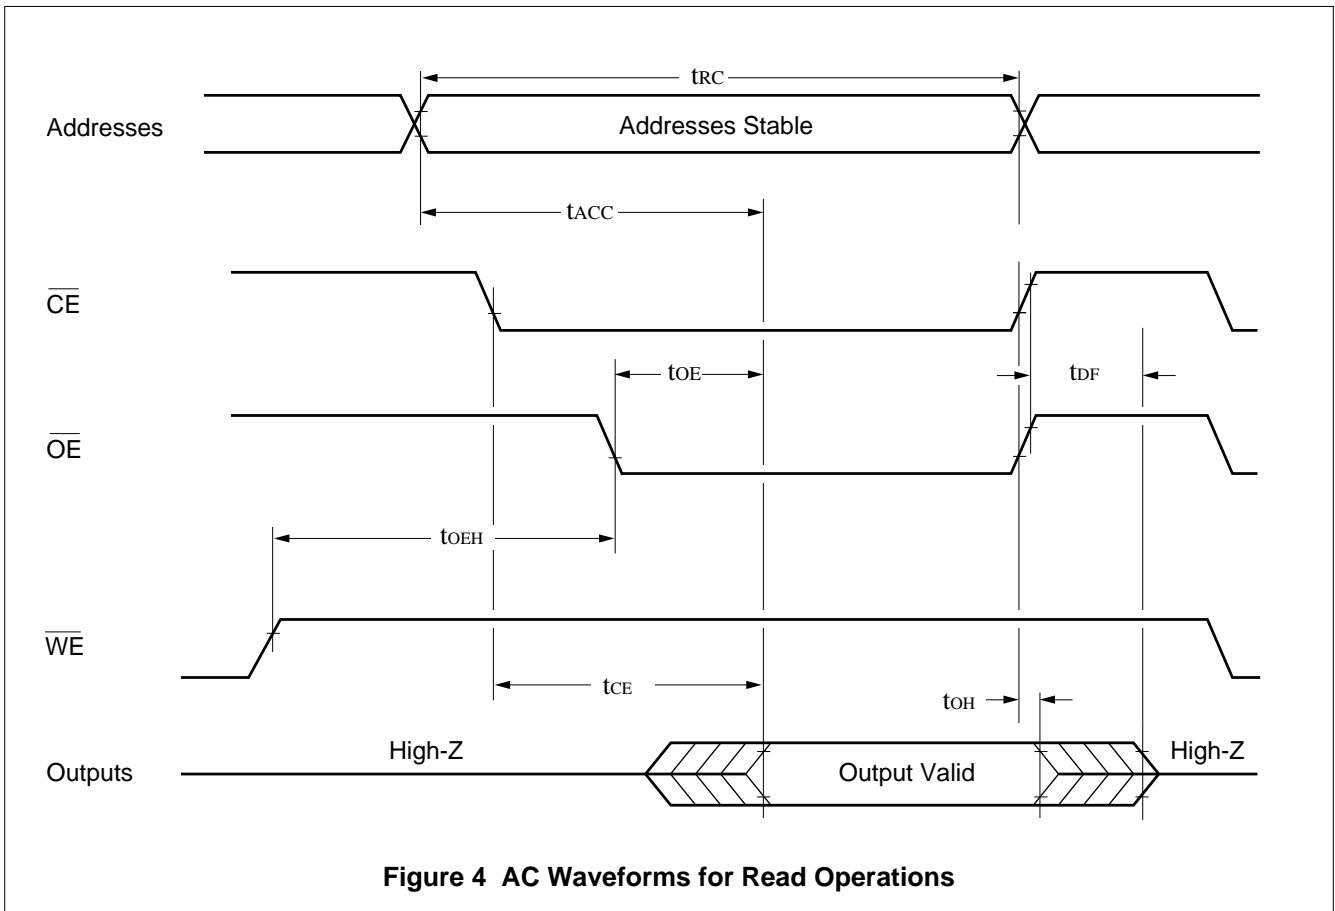 tRC
Addresses
Addresses Stable
tACC
CE
tOE
tDF
OE
tOEH
WE
tCE
tOH
High-Z
High-Z
Outputs
Output Valid
Figure 4 AC Waveforms for Read Operations